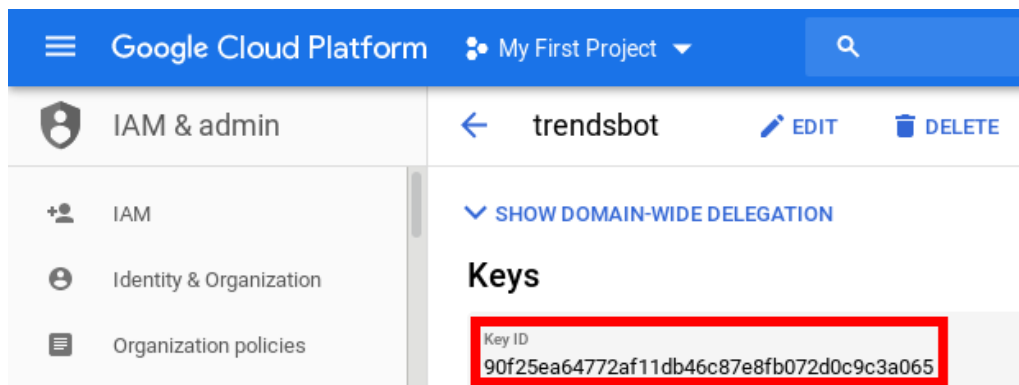 Google Cloud Platform My First Project
IAM & admin
trendsbot EDIT DELETE
IAM
SHOW DOMAIN-WIDE DELEGATION
Identity & Organization
Keys
Organization policies
Key ID
90f25ea64772af11db46c87e8fb072d0c9c3a065